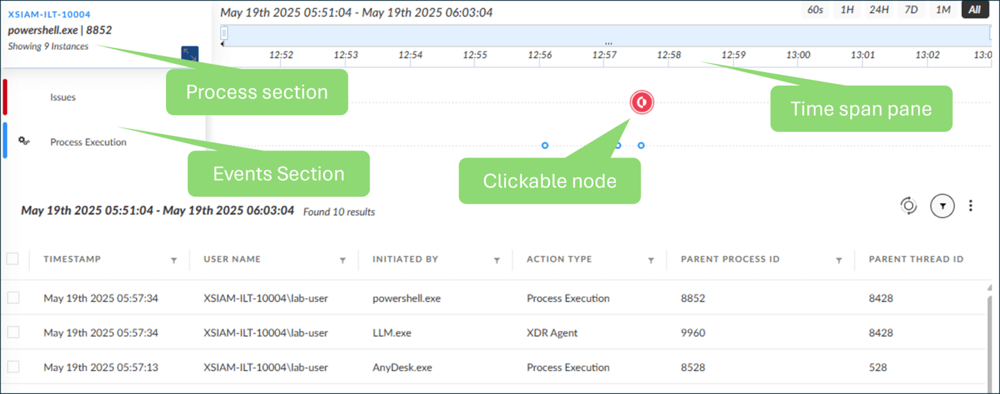 XSIAM-ILT-10004
powershell.exe | 8852
Showing 9 Instances
May 19th 2025 05:51:04 - May 19th 2025 06:03:04
60s 1H 24H 7D 1M All
12:52 12:53 12:54 12:55 12:56 12:57 12:58 12:59 13:00 13:01 13:02 13:0
Process section
Time span pane
Issues
Process Execution
Events Section
Clickable node
May 19th 2025 05:51:04 - May 19th 2025 06:03:04 Found 10 results
TIMESTAMP USER NAME INITIATED BY ACTION TYPE PARENT PROCESS ID PARENT THREAD ID
May 19th 2025 05:57:34 XSIAM-ILT-10004\lab-user powershell.exe Process Execution 8852 8428
May 19th 2025 05:57:34 XSIAM-ILT-10004\lab-user LLM.exe XDR Agent 9960 8428
May 19th 2025 05:57:13 XSIAM-ILT-10004\lab-user AnyDesk.exe Process Execution 8528 528